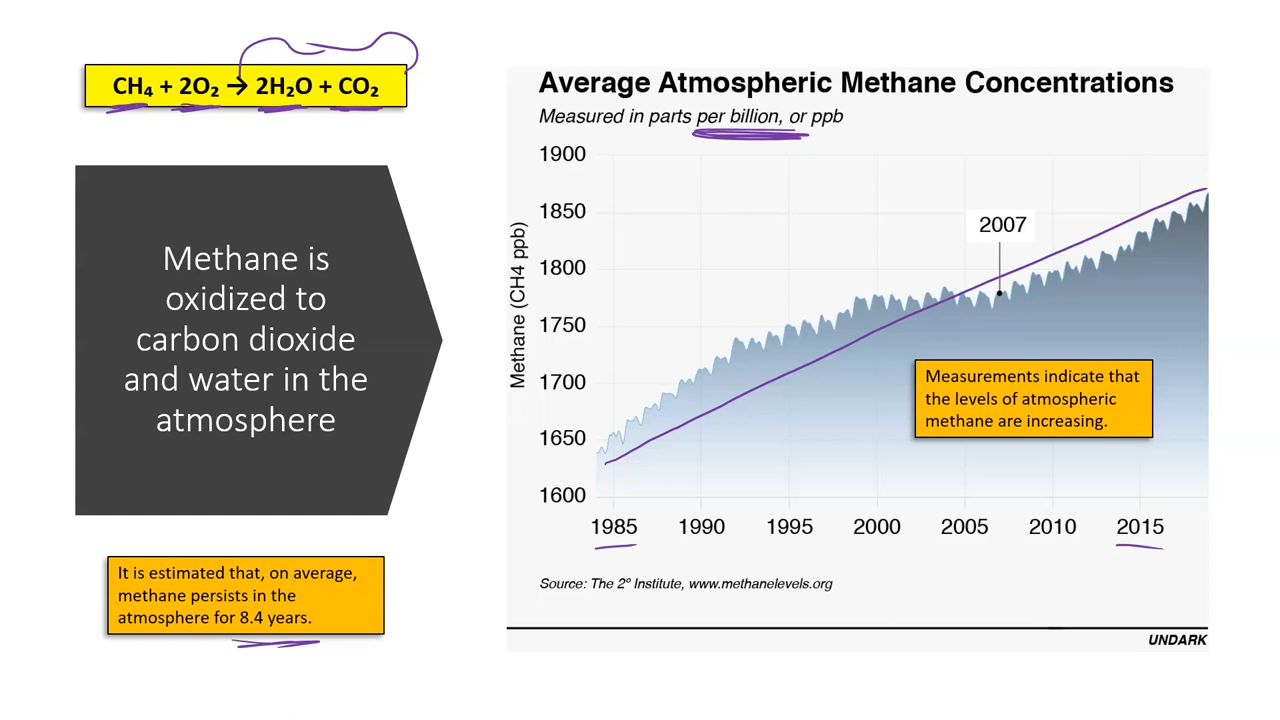 CH₄ + 2O₂ → 2H₂O + CO₂
Methane is
oxidized to
carbon dioxide
and water in the
atmosphere
It is estimated that, on average,
methane persists in the
atmosphere for 8.4 years.
Average Atmospheric Methane Concentrations
Measured in parts per billion, or ppb
Methane (CH4 ppb)
1900
1850
1800
1750
1700
1650
1600
2007
Measurements indicate that
the levels of atmospheric
methane are increasing.
1985 1990 1995 2000 2005 2010 2015
Source: The 2° Institute, www.methanelevels.org
UNDARK